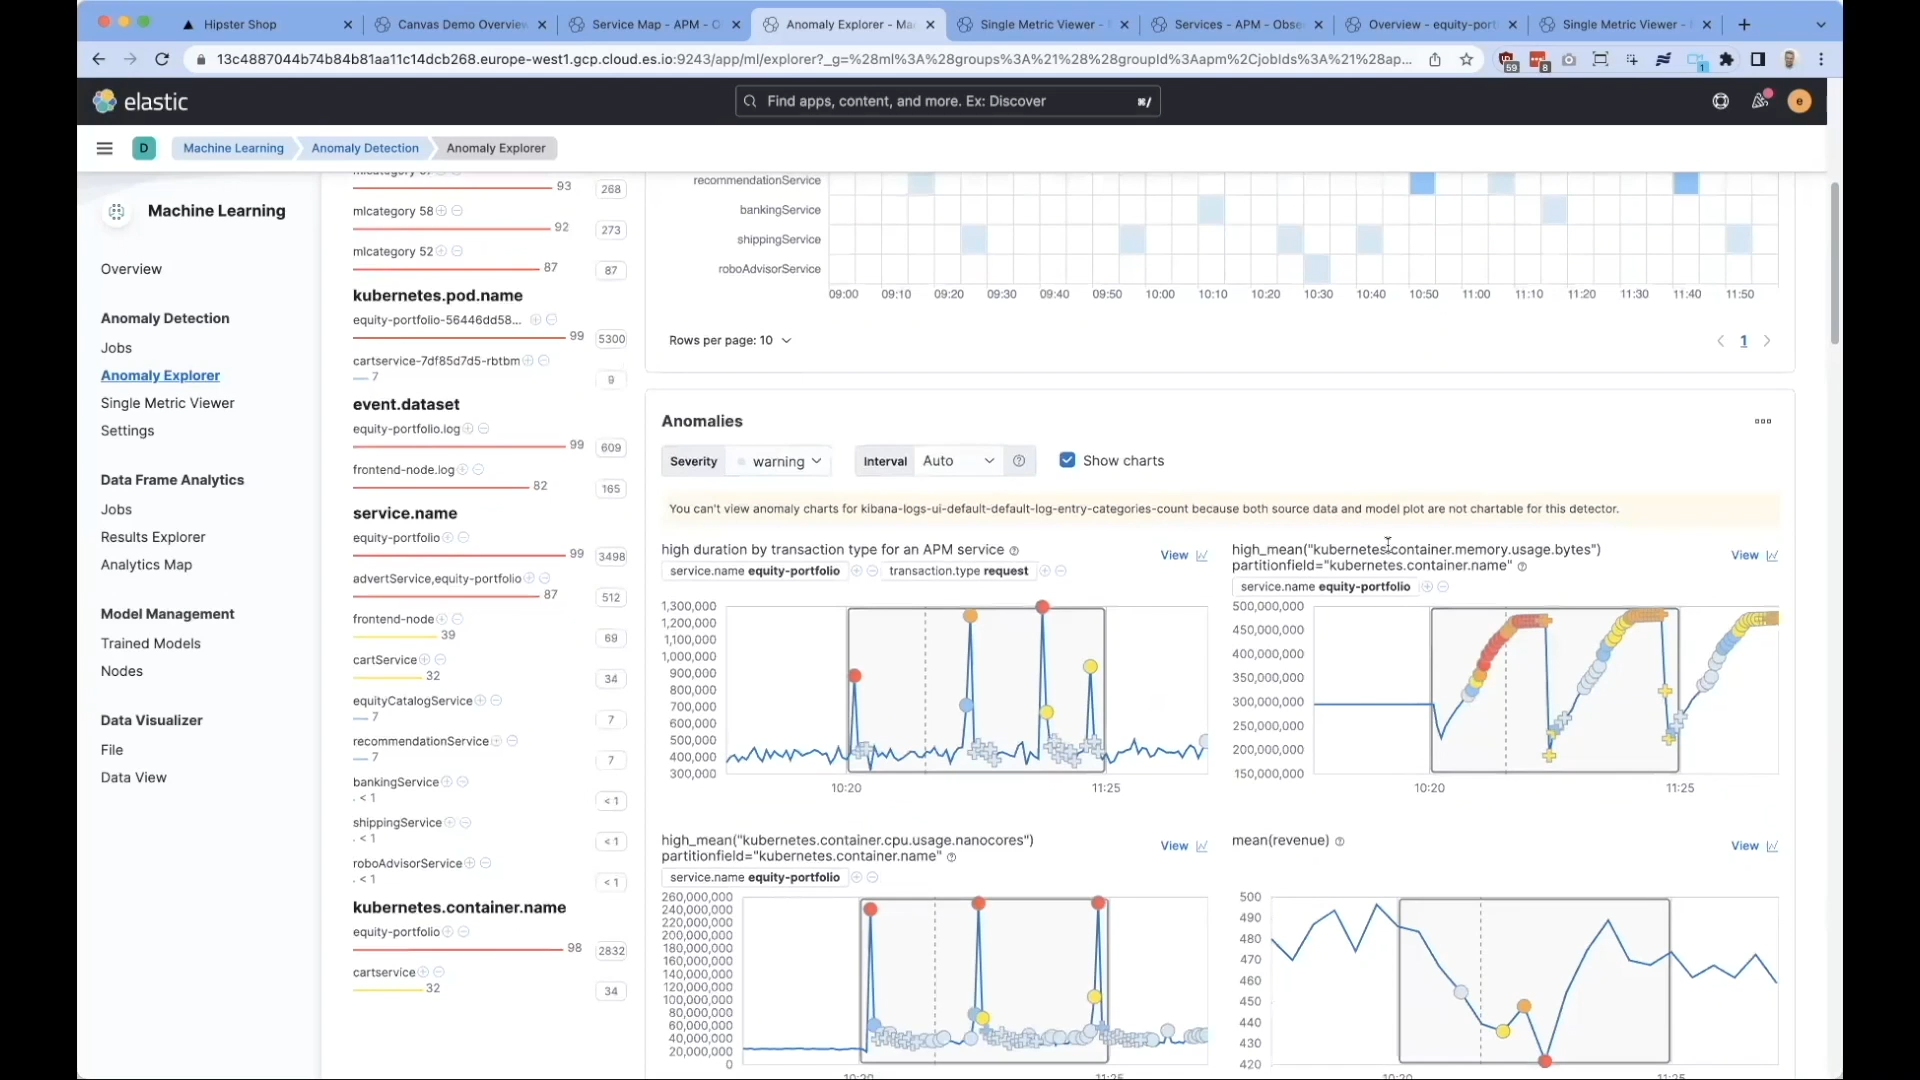 Hipster Shop
Canvas Demo Overview
Service Map - APM - O
Anomaly Explorer - Ma
Single Metric Viewer -
Services - APM - Obse
Overview - equity-port
Single Metric Viewer -
13c4887044b74b84b81aa11c14dcb268.europe-west1.gcp.cloud.es.io:9243/app/ml/explorer?_g=%28ml%3A%28groups%3A%21%28%28groupId%3Aapm%2CjobIds%3A%21%28ap...
59
8
1
elastic
Find apps, content, and more. Ex: Discover
⌘/
e
D
Machine Learning
Anomaly Detection
Anomaly Explorer
Machine Learning
Overview
Anomaly Detection
Jobs
Anomaly Explorer
Single Metric Viewer
Settings
Data Frame Analytics
Jobs
Results Explorer
Analytics Map
Model Management
Trained Models
Nodes
Data Visualizer
File
Data View
93
268
mlcategory 58
92
273
mlcategory 52
87
87
kubernetes.pod.name
equity-portfolio-56446dd58...
99
5300
cartservice-7df85d7d5-rbtbm
7
9
event.dataset
equity-portfolio.log
99
609
frontend-node.log
82
165
service.name
equity-portfolio
99
3498
advertService,equity-portfolio
87
512
frontend-node
39
69
cartService
32
34
equityCatalogService
7
7
recommendationService
7
7
bankingService
< 1
< 1
shippingService
< 1
< 1
roboAdvisorService
< 1
< 1
kubernetes.container.name
equity-portfolio
98
2832
cartservice
32
34
recommendationService
bankingService
shippingService
roboAdvisorService
09:00 09:10 09:20 09:30 09:40 09:50 10:00 10:10 10:20 10:30 10:40 10:50 11:00 11:10 11:20 11:30 11:40 11:50
Rows per page: 10
1
Anomalies
Severity warning
Interval Auto
Show charts
You can't view anomaly charts for kibana-logs-ui-default-default-log-entry-categories-count because both source data and model plot are not chartable for this detector.
high duration by transaction type for an APM service
View
service.name equity-portfolio
transaction.type request
1,300,000
1,200,000
1,100,000
1,000,000
900,000
800,000
700,000
600,000
500,000
400,000
300,000
10:20
11:25
high_mean("kubernetes.container.memory.usage.bytes")
partitionfield="kubernetes.container.name"
View
service.name equity-portfolio
500,000,000
450,000,000
400,000,000
350,000,000
300,000,000
250,000,000
200,000,000
150,000,000
10:20
11:25
high_mean("kubernetes.container.cpu.usage.nanocores")
partitionfield="kubernetes.container.name"
View
service.name equity-portfolio
260,000,000
240,000,000
220,000,000
200,000,000
180,000,000
160,000,000
140,000,000
120,000,000
100,000,000
80,000,000
60,000,000
40,000,000
20,000,000
0
10:20
11:25
mean(revenue)
View
500
490
480
470
460
450
440
430
420
10:20
11:25